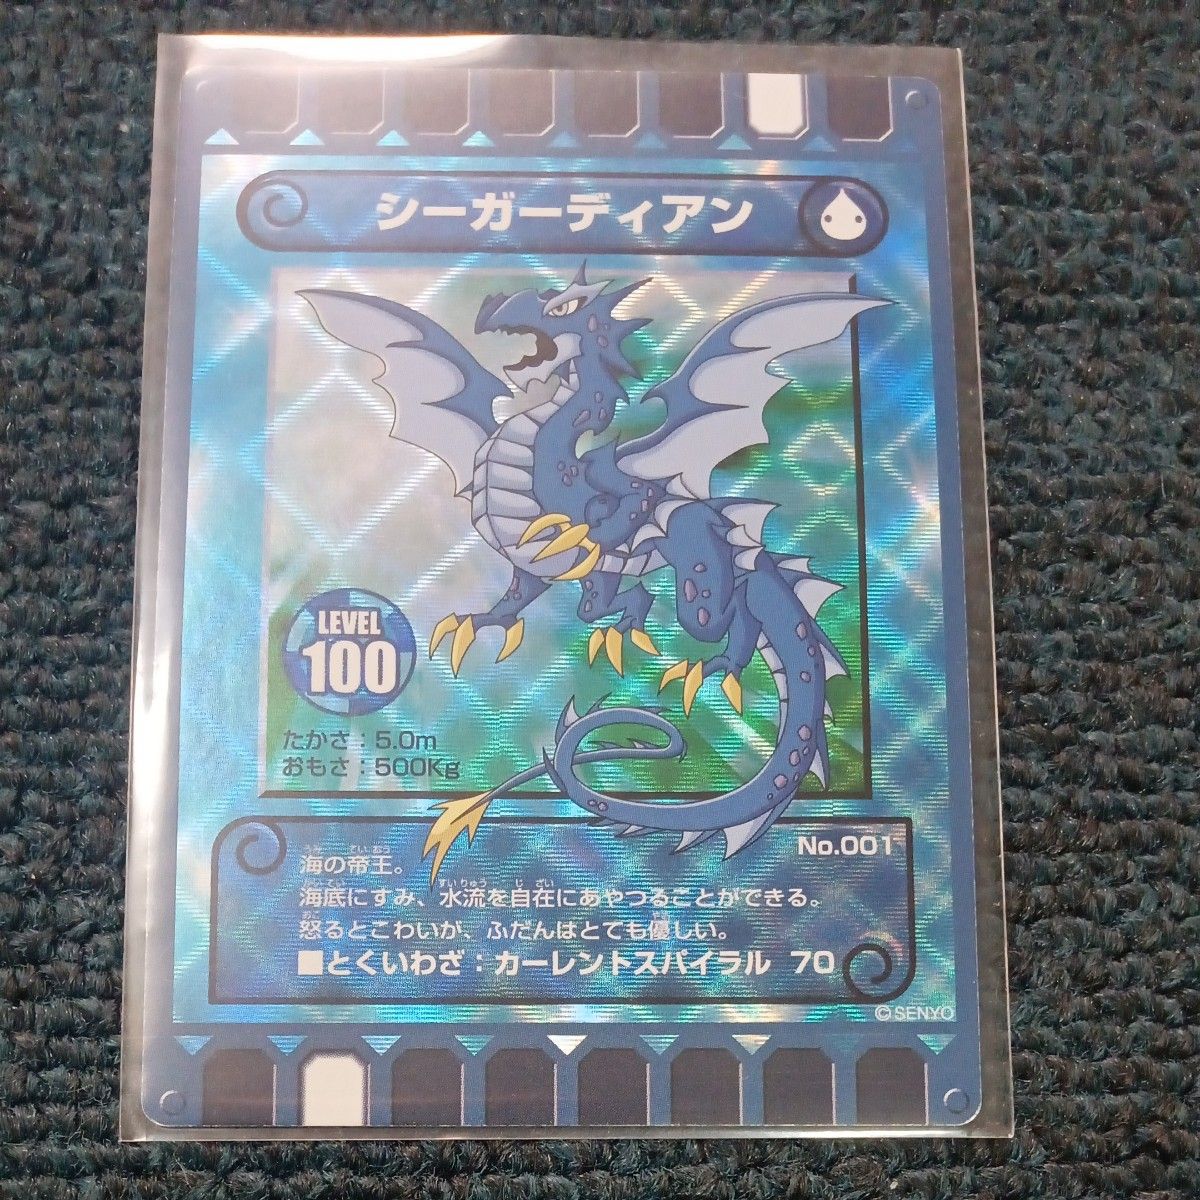 シーガーディアン
LEVEL
100
たかさ：5.0m
おもさ：500Kg
No.001
海の帝王。
海底にすみ、水流を自在にあやつることができる。
怒るとこわいが、ふだんはとても優しい。
■とくいわざ：カーレントスパイラル 70
©SENYO